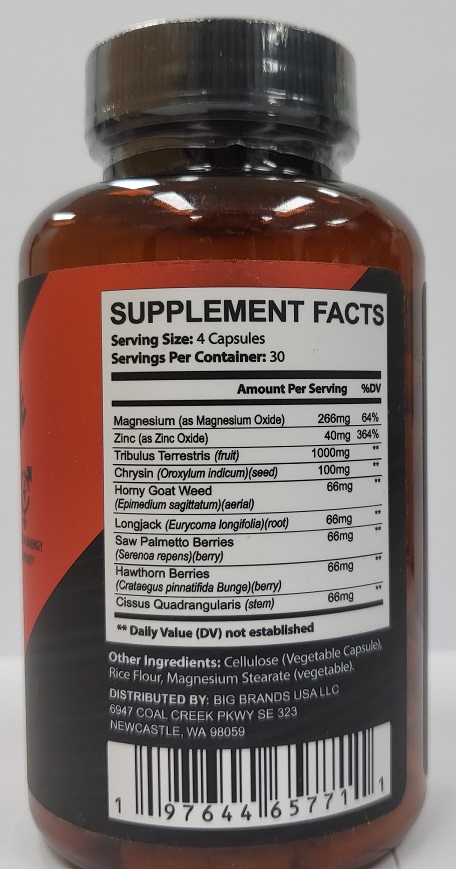 SUPPLEMENT FACTS
Serving Size: 4 Capsules
Servings Per Container: 30
Amount Per Serving %DV
Magnesium (as Magnesium Oxide) 266mg 64%
Zinc (as Zinc Oxide) 40mg 364%
Tribulus Terrestris (fruit) 1000mg **
Chrysin (Oroxylum indicum)(seed) 100mg **
Horny Goat Weed 66mg **
(Epimedium sagittatum)(aerial)
Longjack (Eurycoma longifolia)(root) 66mg **
Saw Palmetto Berries 66mg **
(Serenoa repens)(berry)
Hawthorn Berries 66mg **
(Crataegus pinnatifida Bunge)(berry)
Cissus Quadrangularis (stem) 66mg **
** Daily Value (DV) not established
Other Ingredients: Cellulose (Vegetable Capsule),
Rice Flour, Magnesium Stearate (vegetable).
DISTRIBUTED BY: BIG BRANDS USA LLC
6947 COAL CREEK PKWY SE 323
NEWCASTLE, WA 98059
1 97644 65771 1